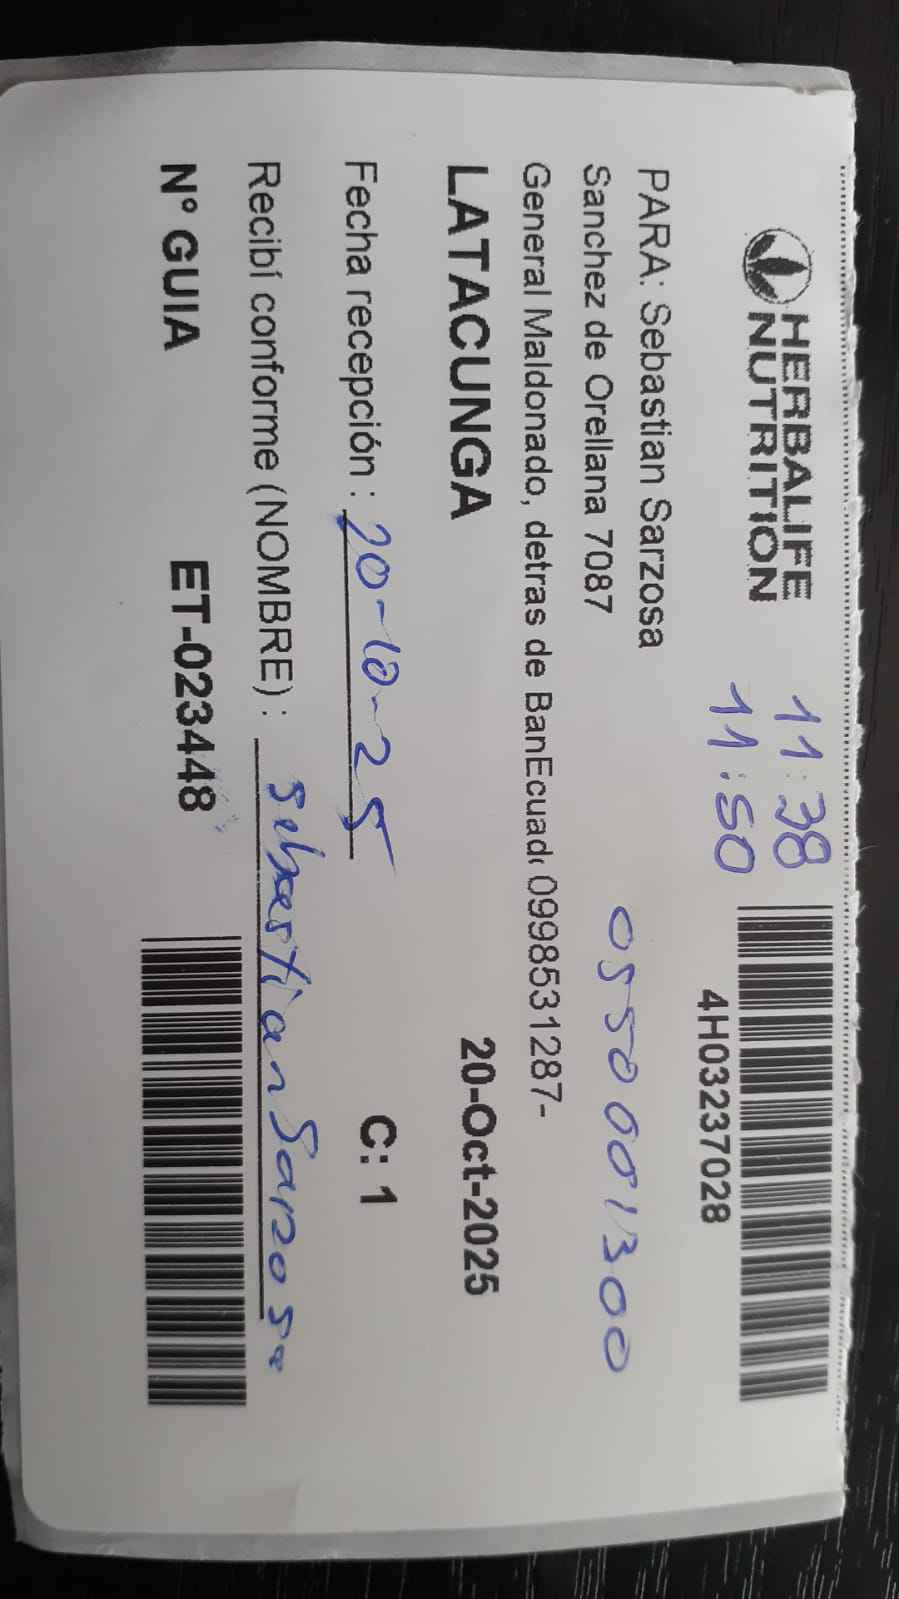 HERBALIFE
NUTRITION
11:38
11:50
4H03237028
PARA: Sebastian Sarzosa
Sanchez de Orellana 7087
0550001300
General Maldonado, detras de BanEcuad 0998531287-
LATACUNGA
20-Oct-2025
Fecha recepción : 20-10-25
C: 1
Recibí conforme (NOMBRE) : Sebastian Sarzosa
N° GUIA
ET-023448